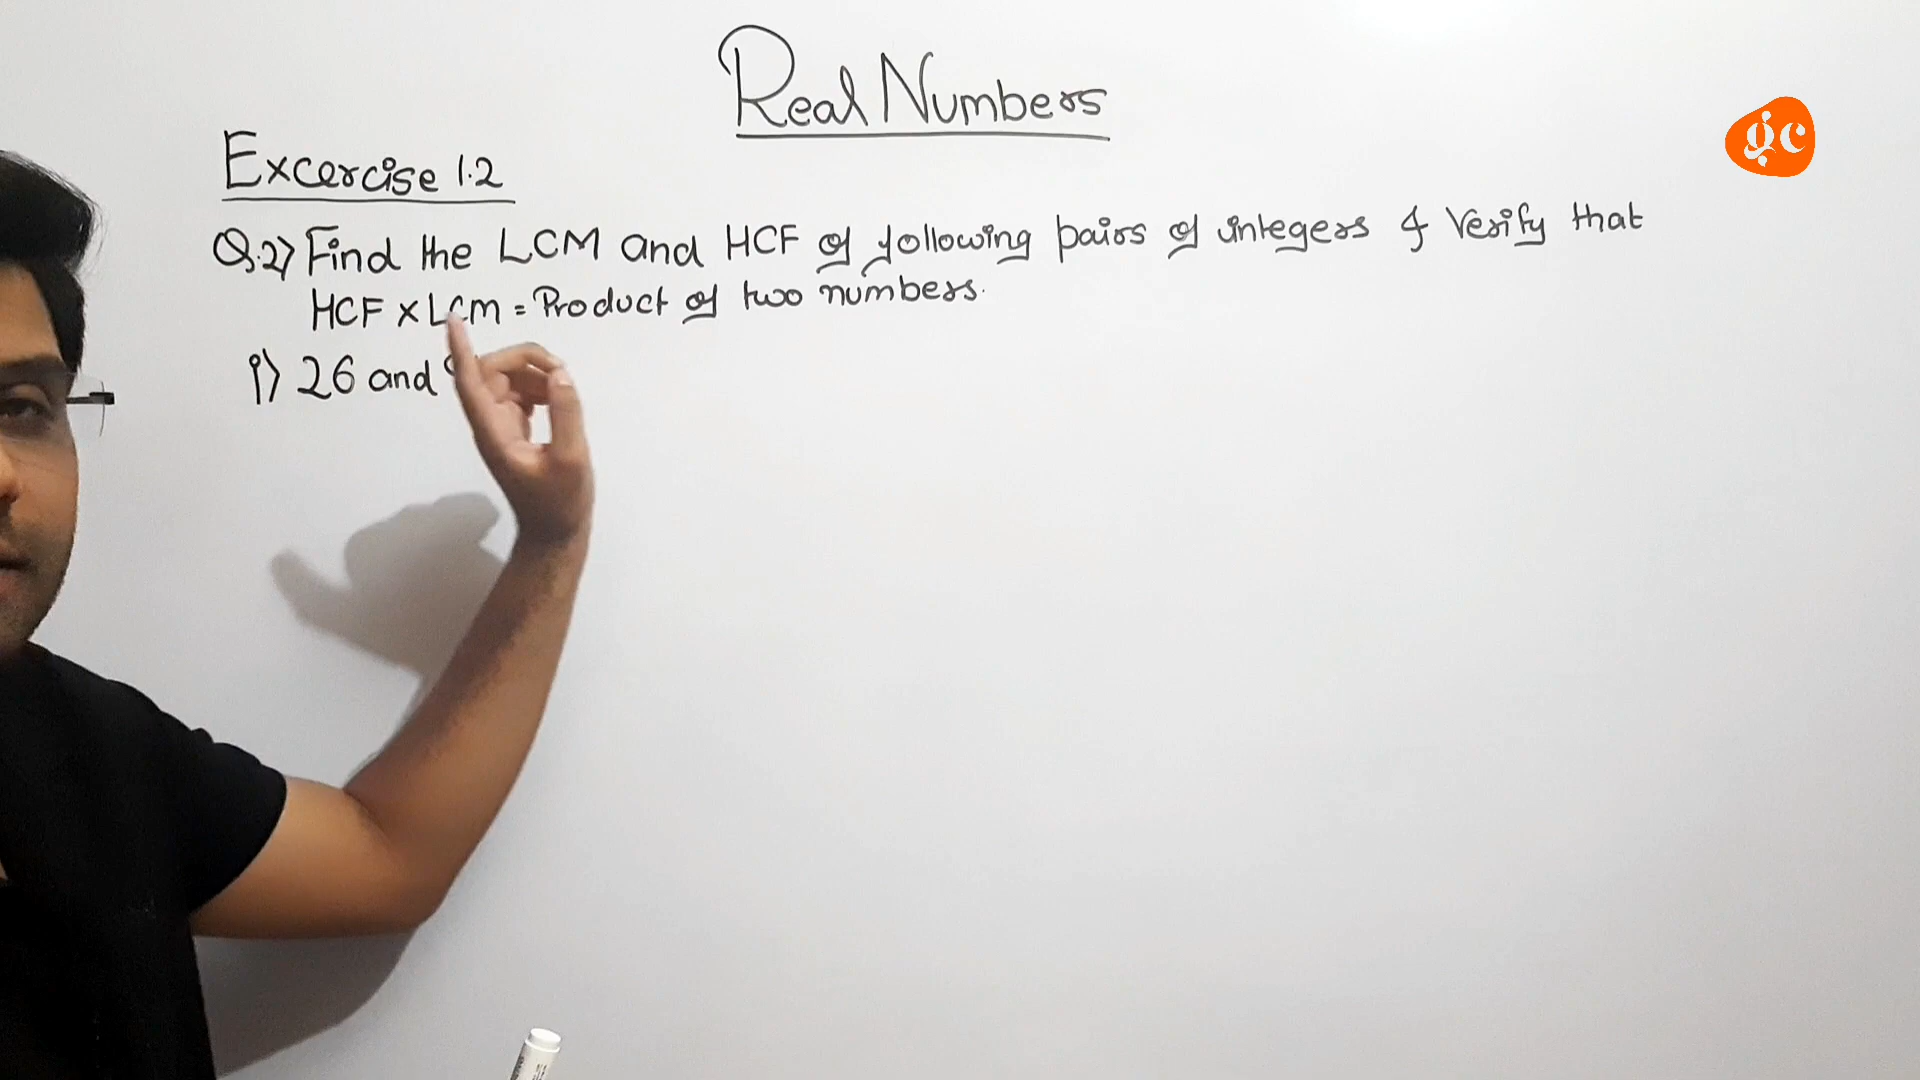 Real Numbers
gc
Excercise 1.2
Q.2) Find the LCM and HCF of following pairs of integers & Verify that
HCF x LCM = Product of two numbers.
i) 26 and